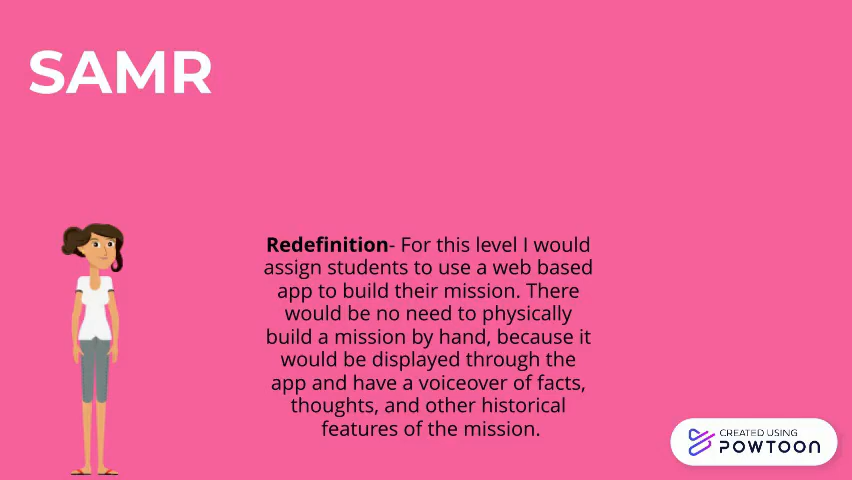 SAMR
Redefinition- For this level I would
assign students to use a web based
app to build their mission. There
would be no need to physically
build a mission by hand, because it
would be displayed through the
app and have a voiceover of facts,
thoughts, and other historical
features of the mission.
CREATED USING
POWTOON